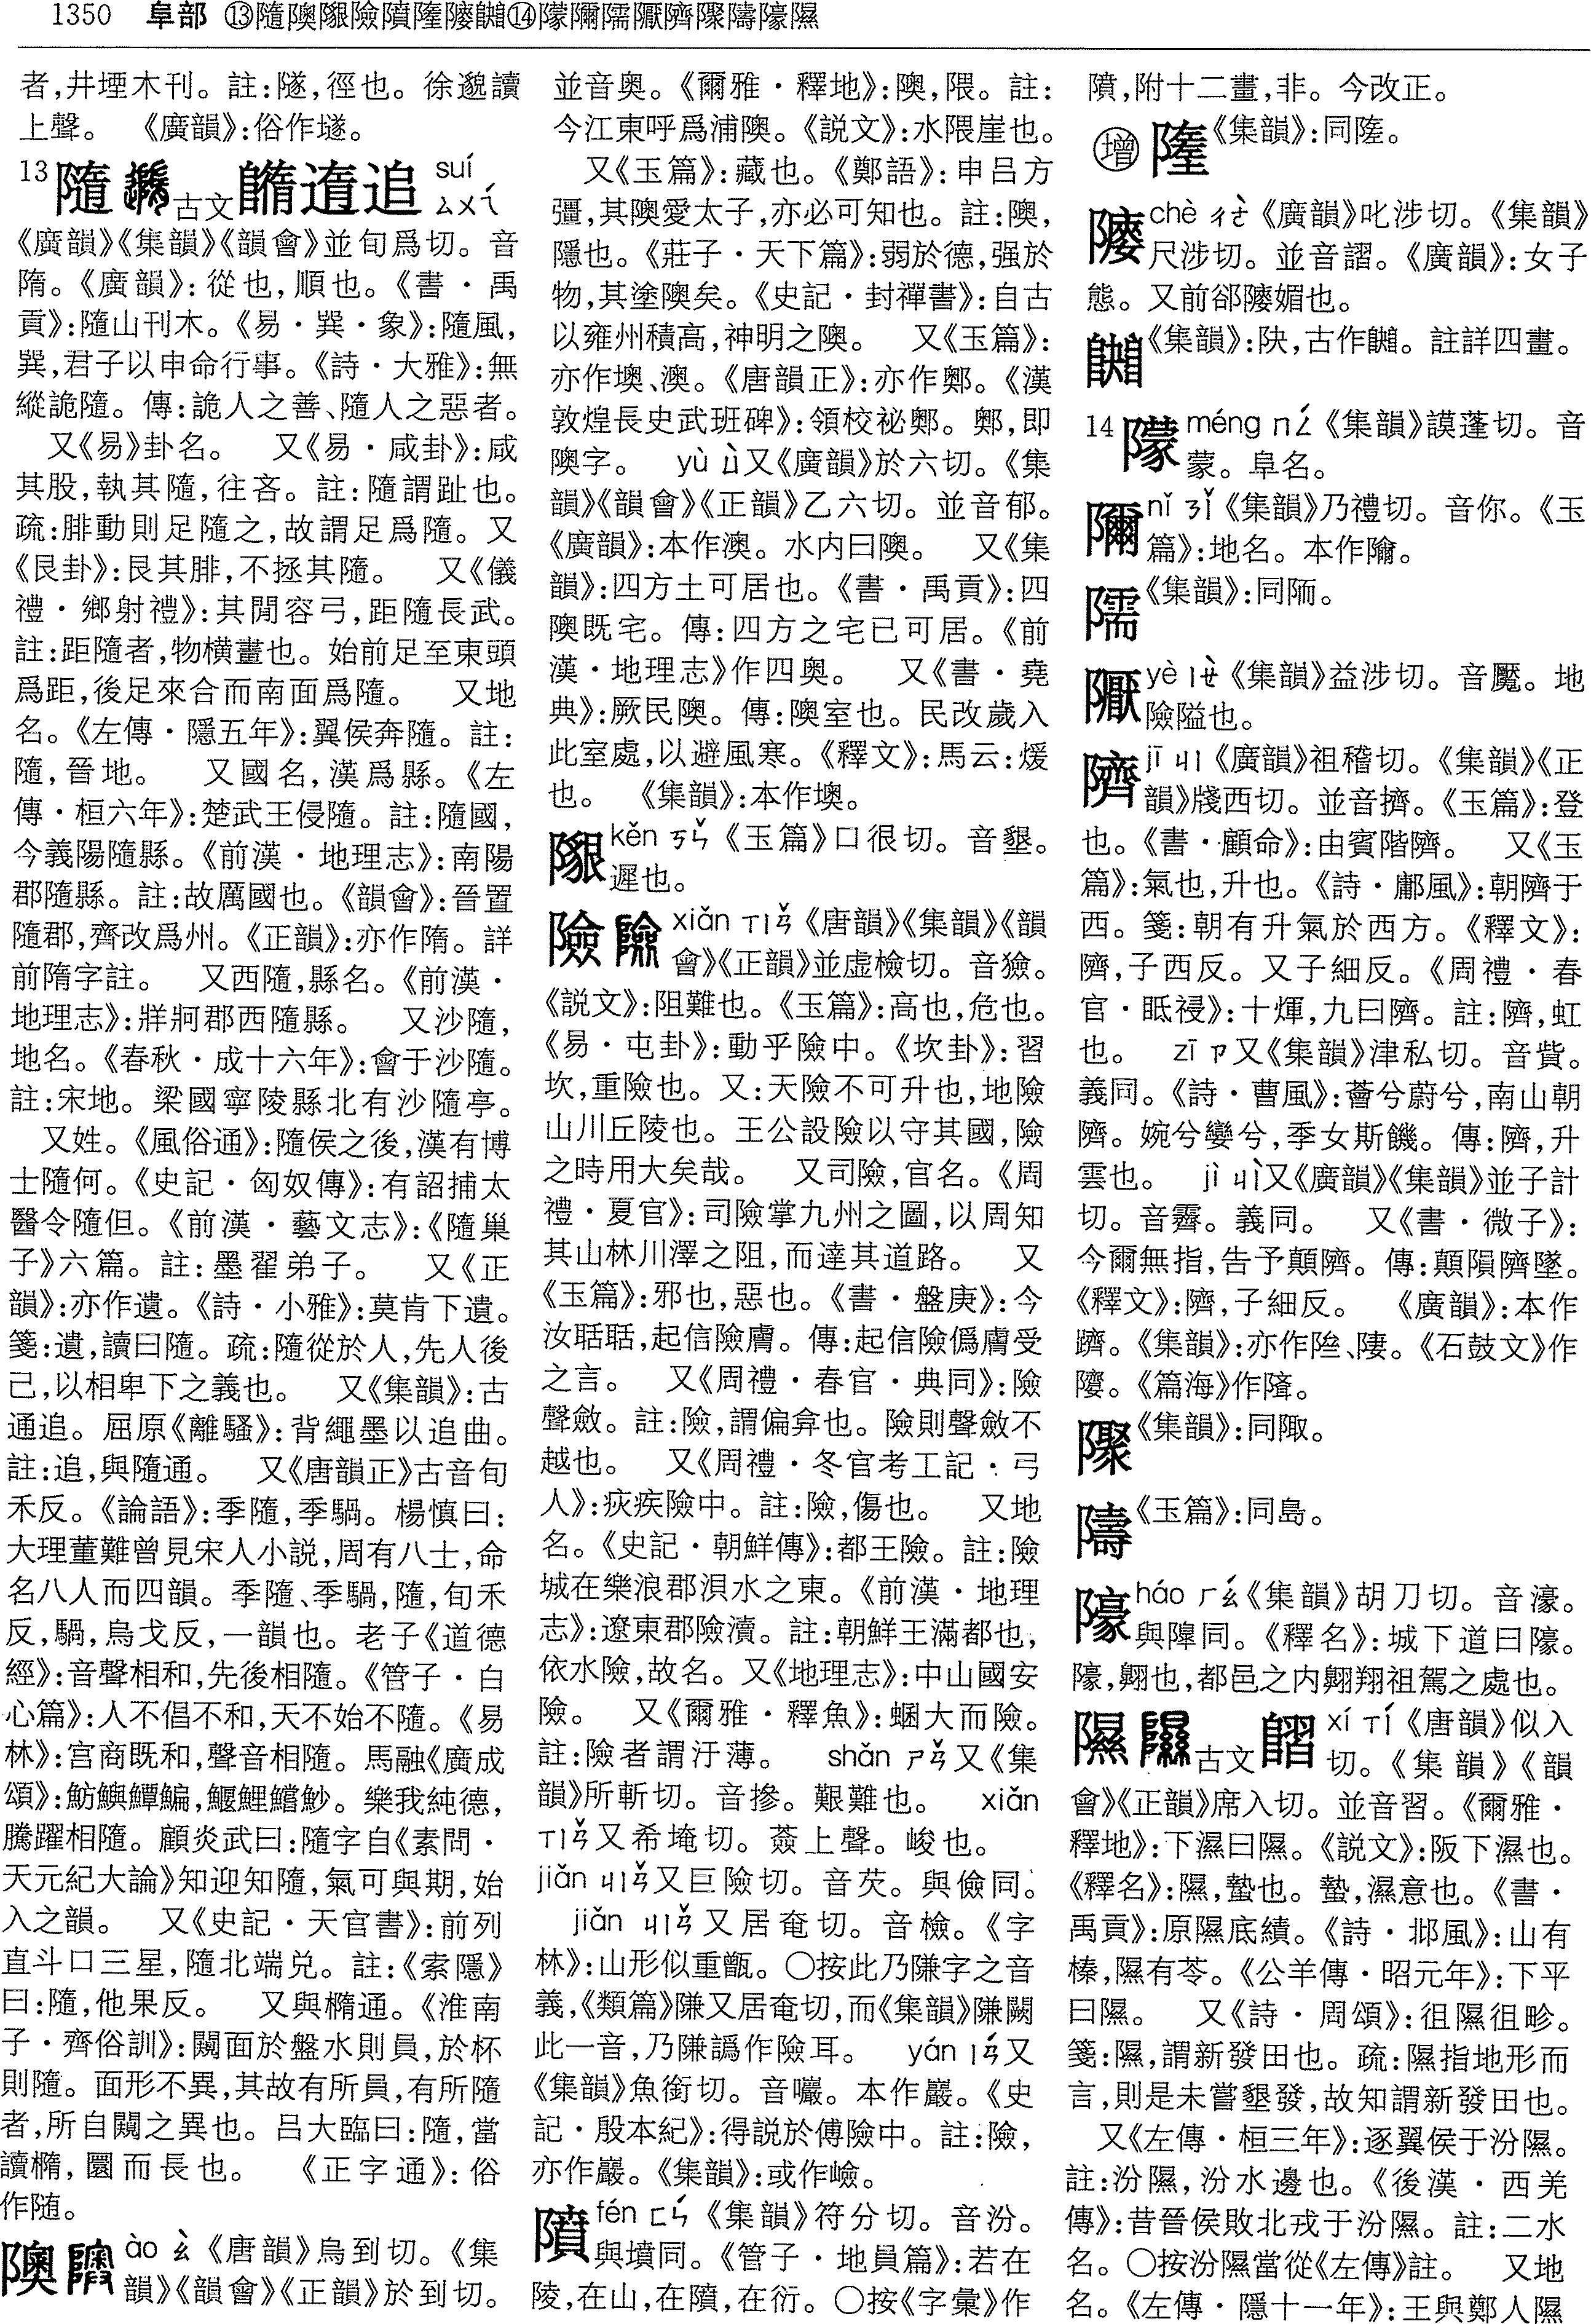 1350 阜部 ⑬隨隩𨼯險隫隡𨼬𨽁⑭𨼿隬隭𨽀隮𨼽隯𨼍隰
者,井堙木刊。註:隧,徑也。徐邈讀
上聲。 《廣韻》:俗作墜。
13 隨 古文 suí ㄙㄨㄟˊ
《廣韻》《集韻》《韻會》並旬爲切。音
隋。《廣韻》:從也,順也。《書·禹
貢》:隨山刊木。《易·巽·象》:隨風,
巽,君子以申命行事。《詩·大雅》:無
縱詭隨。傳:詭人之善、隨人之惡者。
又《易》卦名。 又《易·咸卦》:咸
其股,執其隨,往吝。註:隨謂趾也。
疏:腓動則足隨之,故謂足爲隨。又
《艮卦》:艮其腓,不拯其隨。 又《儀
禮·鄉射禮》:其閒容弓,距隨長武。
註:距隨者,物橫畫也。始前足至東頭
爲距,後足來合而南面爲隨。 又地
名。《左傳·隱五年》:翼侯奔隨。註:
隨,晉地。 又國名,漢爲縣。《左
傳·桓六年》:楚武王侵隨。註:隨國,
今義陽隨縣。《前漢·地理志》:南陽
郡隨縣。註:故厲國也。《韻會》:晉置
隨郡,齊改爲州。《正韻》:亦作隋。詳
前隋字註。 又西隨,縣名。《前漢·
地理志》:牂牁郡西隨縣。 又沙隨,
地名。《春秋·成十六年》:會于沙隨。
註:宋地。梁國寧陵縣北有沙隨亭。
又姓。《風俗通》:隨侯之後,漢有博
士隨何。《史記·匈奴傳》:有詔捕太
醫令隨但。《前漢·藝文志》:《隨巢
子》六篇。註:墨翟弟子。 又《正
韻》:亦作遺。《詩·小雅》:莫肯下遺。
箋:遺,讀曰隨。疏:隨從於人,先人後
己,以相卑下之義也。 又《集韻》:古
通追。屈原《離騷》:背繩墨以追曲。
註:追,與隨通。 又《唐韻正》古音旬
禾反。《論語》:季隨,季騧。楊慎曰:
大理董難曾見宋人小説,周有八士,命
名八人而四韻。季隨、季騧,隨,旬禾
反,騧,烏戈反,一韻也。老子《道德
經》:音聲相和,先後相隨。《管子·白
心篇》:人不倡不和,天不始不隨。《易
林》:宫商既和,聲音相隨。馬融《廣成
頌》:魴鱮鱏鯿,鰋鯉鱨魦。樂我純德,
騰躍相隨。顧炎武曰:隨字自《素問·
天元紀大論》知迎知隨,氣可與期,始
入之韻。 又《史記·天官書》:前列
直斗口三星,隨北端兑。註:《索隱》
曰:隨,他果反。 又與橢通。《淮南
子·齊俗訓》:闚面於盤水則員,於杯
則隨。面形不異,其故有所員,有所隨
者,所自闚之異也。吕大臨曰:隨,當
讀橢,圜而長也。 《正字通》:俗
作随。
隩 ào ㄠˋ《唐韻》烏到切。《集
韻》《韻會》《正韻》於到切。
並音奥。《爾雅·釋地》:隩,隈。註:
今江東呼爲浦隩。《説文》:水隈崖也。
又《玉篇》:藏也。《鄭語》:申吕方
彊,其隩愛太子,亦必可知也。註:隩,
隱也。《莊子·天下篇》:弱於德,强於
物,其塗隩矣。《史記·封禪書》:自古
以雍州積高,神明之隩。 又《玉篇》:
亦作墺、澳。《唐韻正》:亦作鄚。《漢
敦煌長史武班碑》:領校祕鄚。鄚,即
隩字。 yù ㄩˋ又《廣韻》於六切。《集
韻》《韻會》《正韻》乙六切。並音郁。
《廣韻》:本作澳。水内曰隩。 又《集
韻》:四方土可居也。《書·禹貢》:四
隩既宅。傳:四方之宅已可居。《前
漢·地理志》作四奥。 又《書·堯
典》:厥民隩。傳:隩室也。民改歲入
此室處,以避風寒。《釋文》:馬云:煖
也。 《集韻》:本作墺。
kěn ㄎㄣˇ《玉篇》口很切。音墾。
遲也。
險 xiǎn ㄒㄧㄢˇ《唐韻》《集韻》《韻
會》《正韻》並虚檢切。音獫。
《説文》:阻難也。《玉篇》:高也,危也。
《易·屯卦》:動乎險中。《坎卦》:習
坎,重險也。又:天險不可升也,地險
山川丘陵也。王公設險以守其國,險
之時用大矣哉。 又司險,官名。《周
禮·夏官》:司險掌九州之圖,以周知
其山林川澤之阻,而達其道路。 又
《玉篇》:邪也,惡也。《書·盤庚》:今
汝聒聒,起信險膚。傳:起信險僞膚受
之言。 又《周禮·春官·典同》:險
聲斂。註:險,謂偏弇也。險則聲斂不
越也。 又《周禮·冬官考工記·弓
人》:疢疾險中。註:險,傷也。 又地
名。《史記·朝鮮傳》:都王險。註:險
城在樂浪郡浿水之東。《前漢·地理
志》:遼東郡險瀆。註:朝鮮王滿都也,
依水險,故名。又《地理志》:中山國安
險。 又《爾雅·釋魚》:蜠大而險。
註:險者謂汙薄。 shǎn ㄕㄢˇ又《集
韻》所斬切。音摻。艱難也。 xiǎn
ㄒㄧㄢˇ又希埯切。薟上聲。峻也。
jiǎn ㄐㄧㄢˇ又巨險切。音芡。與儉同。
jiǎn ㄐㄧㄢˇ又居奄切。音檢。《字
林》:山形似重甑。〇按此乃隒字之音
義,《類篇》隒又居奄切,而《集韻》隒闕
此一音,乃隒譌作險耳。 yán ㄧㄢˊ又
《集韻》魚銜切。音巗。本作巖。《史
記·殷本紀》:得説於傅險中。註:險,
亦作巖。《集韻》:或作嶮。
隫 fén ㄈㄣˊ《集韻》符分切。音汾。
與墳同。《管子·地員篇》:若在
陵,在山,在隫,在衍。〇按《字彙》作
隫,附十二畫,非。今改正。
增 《集韻》:同隓。
chè ㄔㄜˋ《廣韻》叱涉切。《集韻》
尺涉切。並音謵。《廣韻》:女子
態。又前郤媚也。
《集韻》:䦼,古作。註詳四畫。
14 méng ㄇㄥˊ《集韻》謨蓬切。音
蒙。阜名。
隬 nǐ ㄋㄧˇ《集韻》乃禮切。音你。《玉
篇》:地名。本作。
隭 《集韻》:同陑。
yè ㄧㄝˋ《集韻》益涉切。音魘。地
險隘也。
隮 jī ㄐㄧ《廣韻》祖稽切。《集韻》《正
韻》牋西切。並音擠。《玉篇》:登
也。《書·顧命》:由賓階隮。 又《玉
篇》:氣也,升也。《詩·鄘風》:朝隮于
西。箋:朝有升氣於西方。《釋文》:
隮,子西反。又子細反。《周禮·春
官·眡祲》:十煇,九曰隮。註:隮,虹
也。 zī ㄗ又《集韻》津私切。音貲。
義同。《詩·曹風》:薈兮蔚兮,南山朝
隮。婉兮孌兮,季女斯饑。傳:隮,升
雲也。 jì ㄐㄧˋ又《廣韻》《集韻》並子計
切。音霽。義同。 又《書·微子》:
今爾無指,告予顛隮。傳:顛隕隮墜。
《釋文》:隮,子細反。 《廣韻》:本作
躋。《集韻》:亦作。《石鼓文》作
。《篇海》作。
《集韻》:同陬。
隯 《玉篇》:同島。
háo ㄏㄠˊ《集韻》胡刀切。音濠。
與㙱同。《釋名》:城下道曰。
翱也,都邑之内翱翔祖駕之處也。
隰 古文 xí ㄒㄧˊ《唐韻》似入
切。《集韻》《韻
會》《正韻》席入切。並音習。《爾雅·
釋地》:下濕曰隰。《説文》:阪下濕也。
《釋名》:隰,蟄也。蟄,濕意也。《書·
禹貢》:原隰底績。《詩·邶風》:山有
榛,隰有苓。《公羊傳·昭元年》:下平
曰隰。 又《詩·周頌》:徂隰徂畛。
箋:隰,謂新發田也。疏:隰指地形而
言,則是未嘗墾發,故知謂新發田也。
又《左傳·桓三年》:逐翼侯于汾隰。
註:汾隰,汾水邊也。《後漢·西羌
傳》:昔晉侯敗北戎于汾隰。註:二水
名。〇按汾隰當從《左傳》註。 又地
名。《左傳·隱十一年》:王與鄭人隰